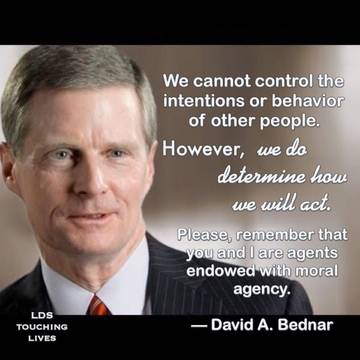 We cannot control the
intentions or behavior
of other people.
However, we do
determine how
we will act.
Please, remember that
you and I are agents
endowed with moral
agency.
— David A. Bednar
LDS
TOUCHING
LIVES